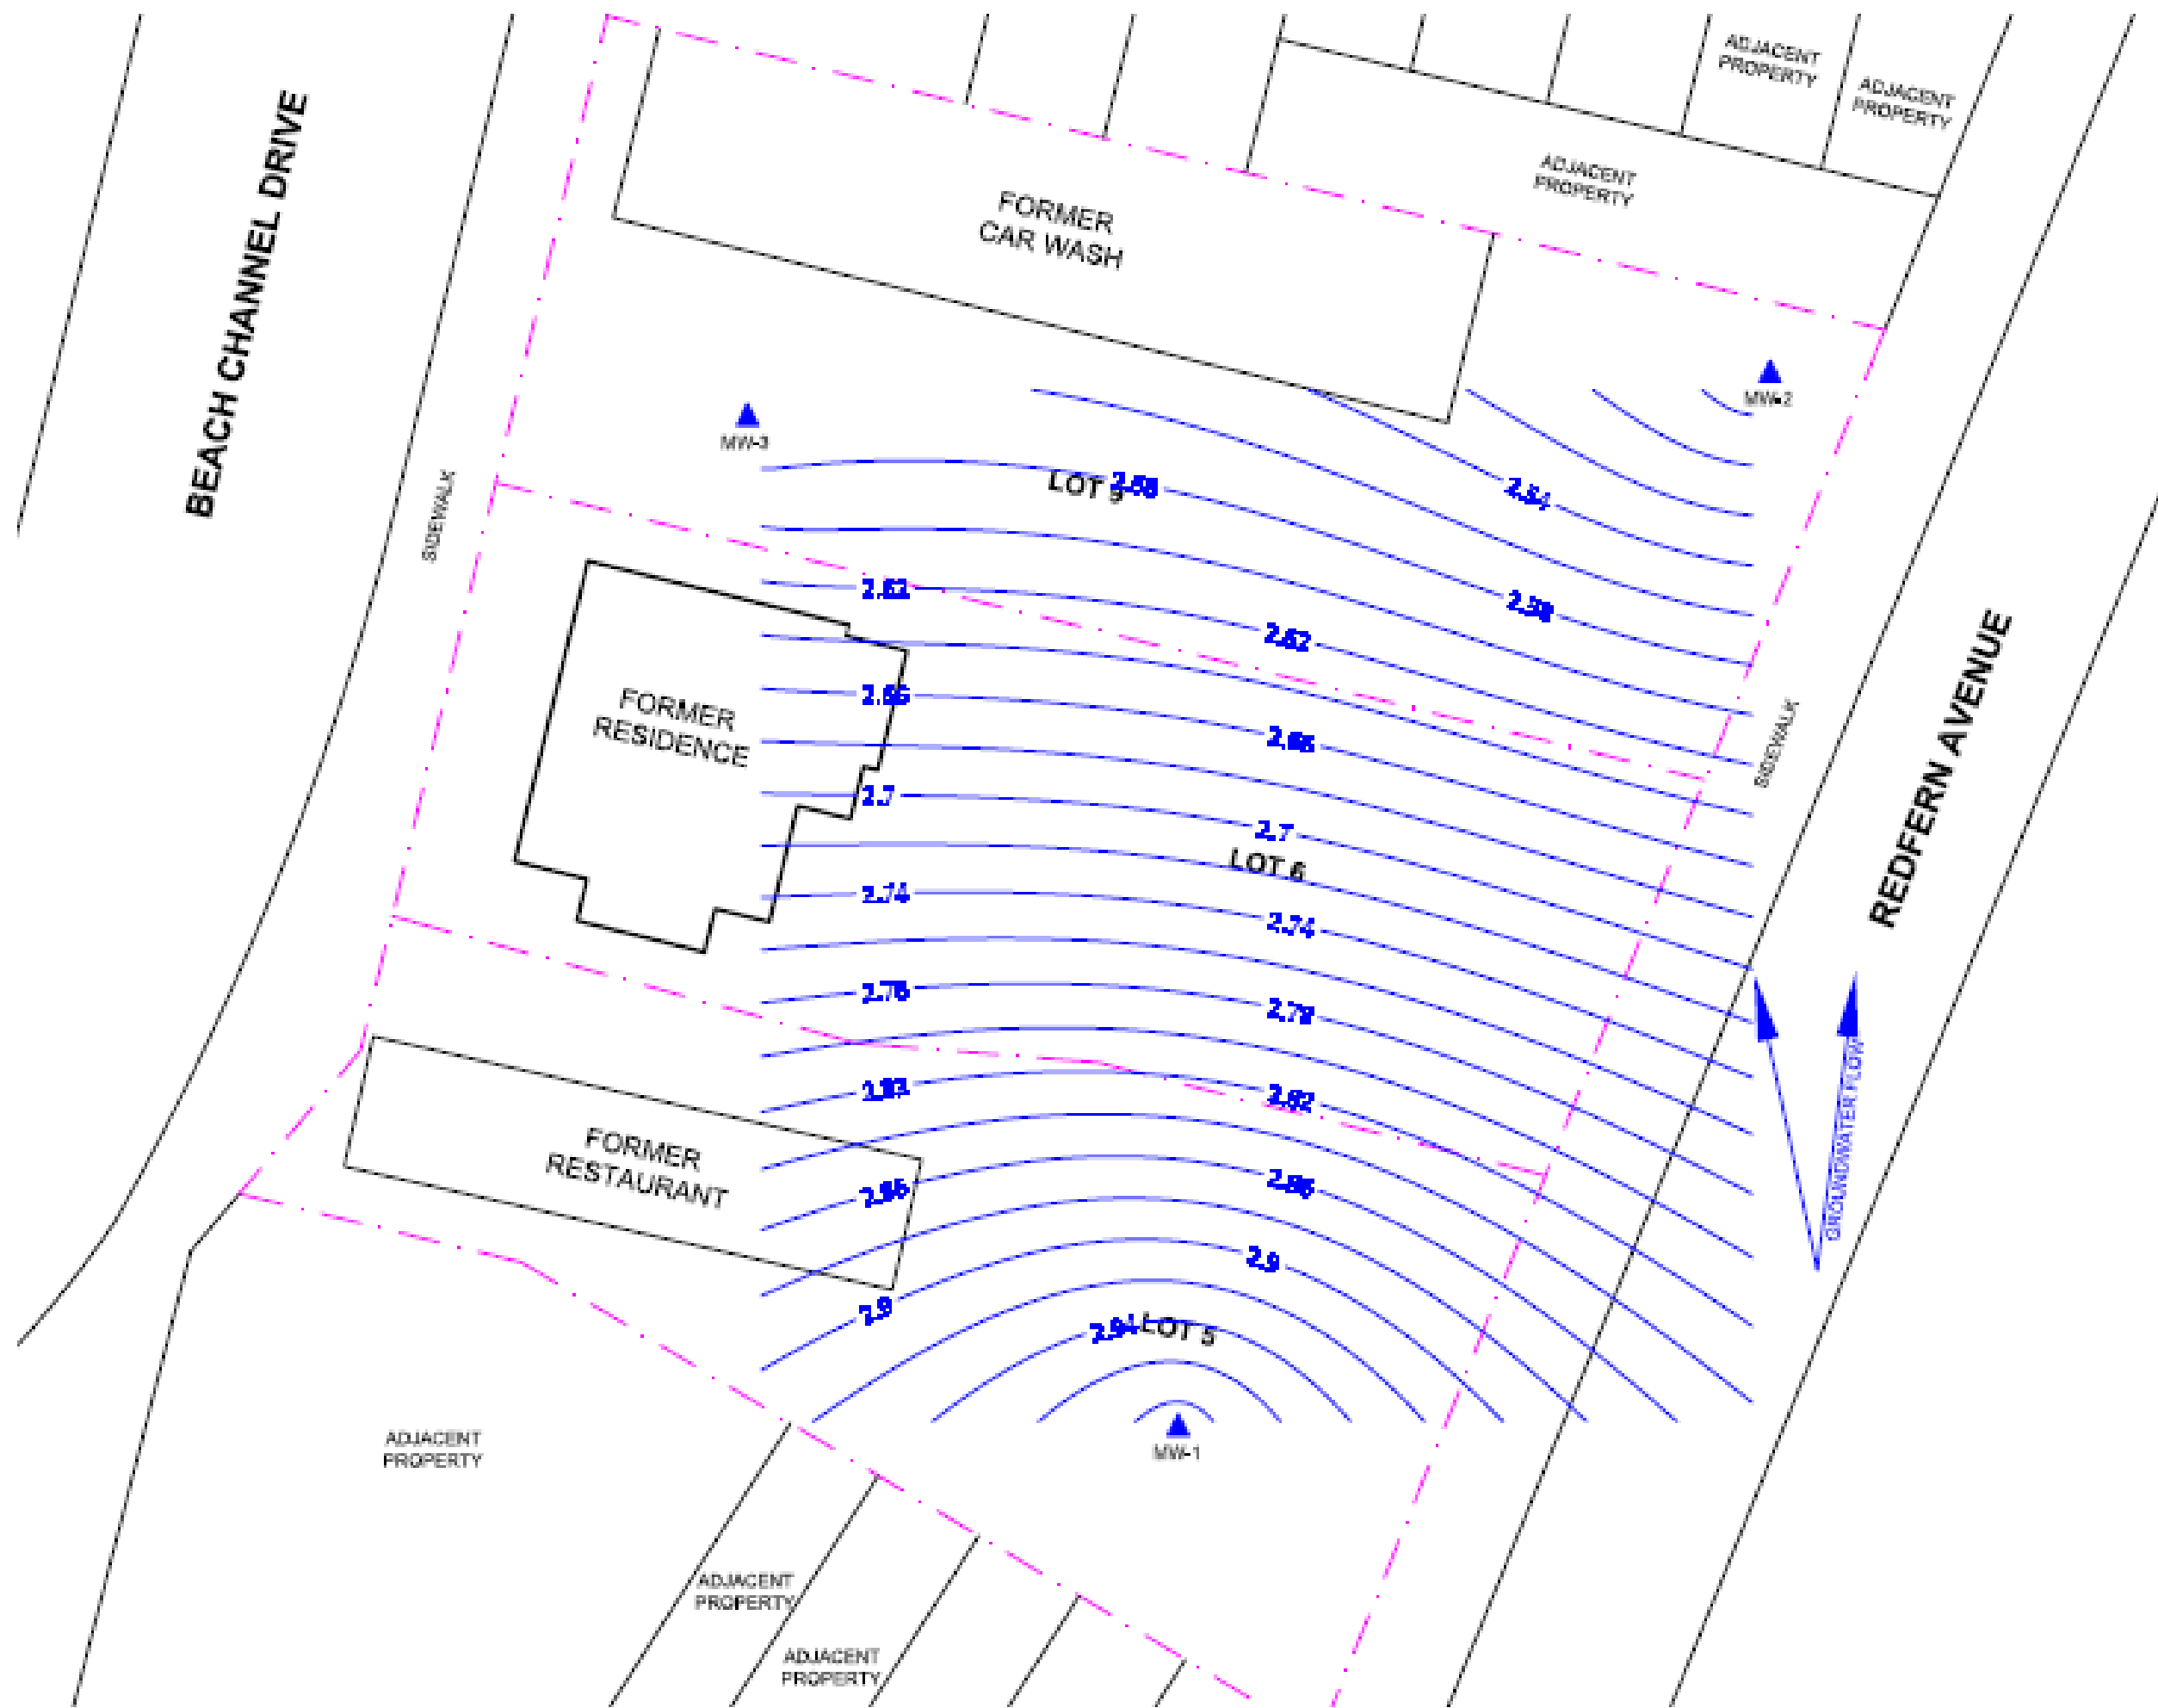 ADJACENT
PROPERTY
ADJACENT
PROPERTY
BEACH CHANNEL DRIVE
ADJACENT
PROPERTY
FORMER
CAR WASH
MW-2
MW-3
SIDEWALK
LOT 9
2.58
2.54
2.62
2.58
2.62
REDFERN AVENUE
2.66
FORMER
RESIDENCE
2.66
SIDEWALK
2.7
2.7
LOT 6
2.74
2.74
2.78
2.78
GROUNDWATER FLOW
2.82
2.82
FORMER
RESTAURANT
2.86
2.86
2.9
2.9
2.94
LOT 5
MW-1
ADJACENT
PROPERTY
ADJACENT
PROPERTY
ADJACENT
PROPERTY